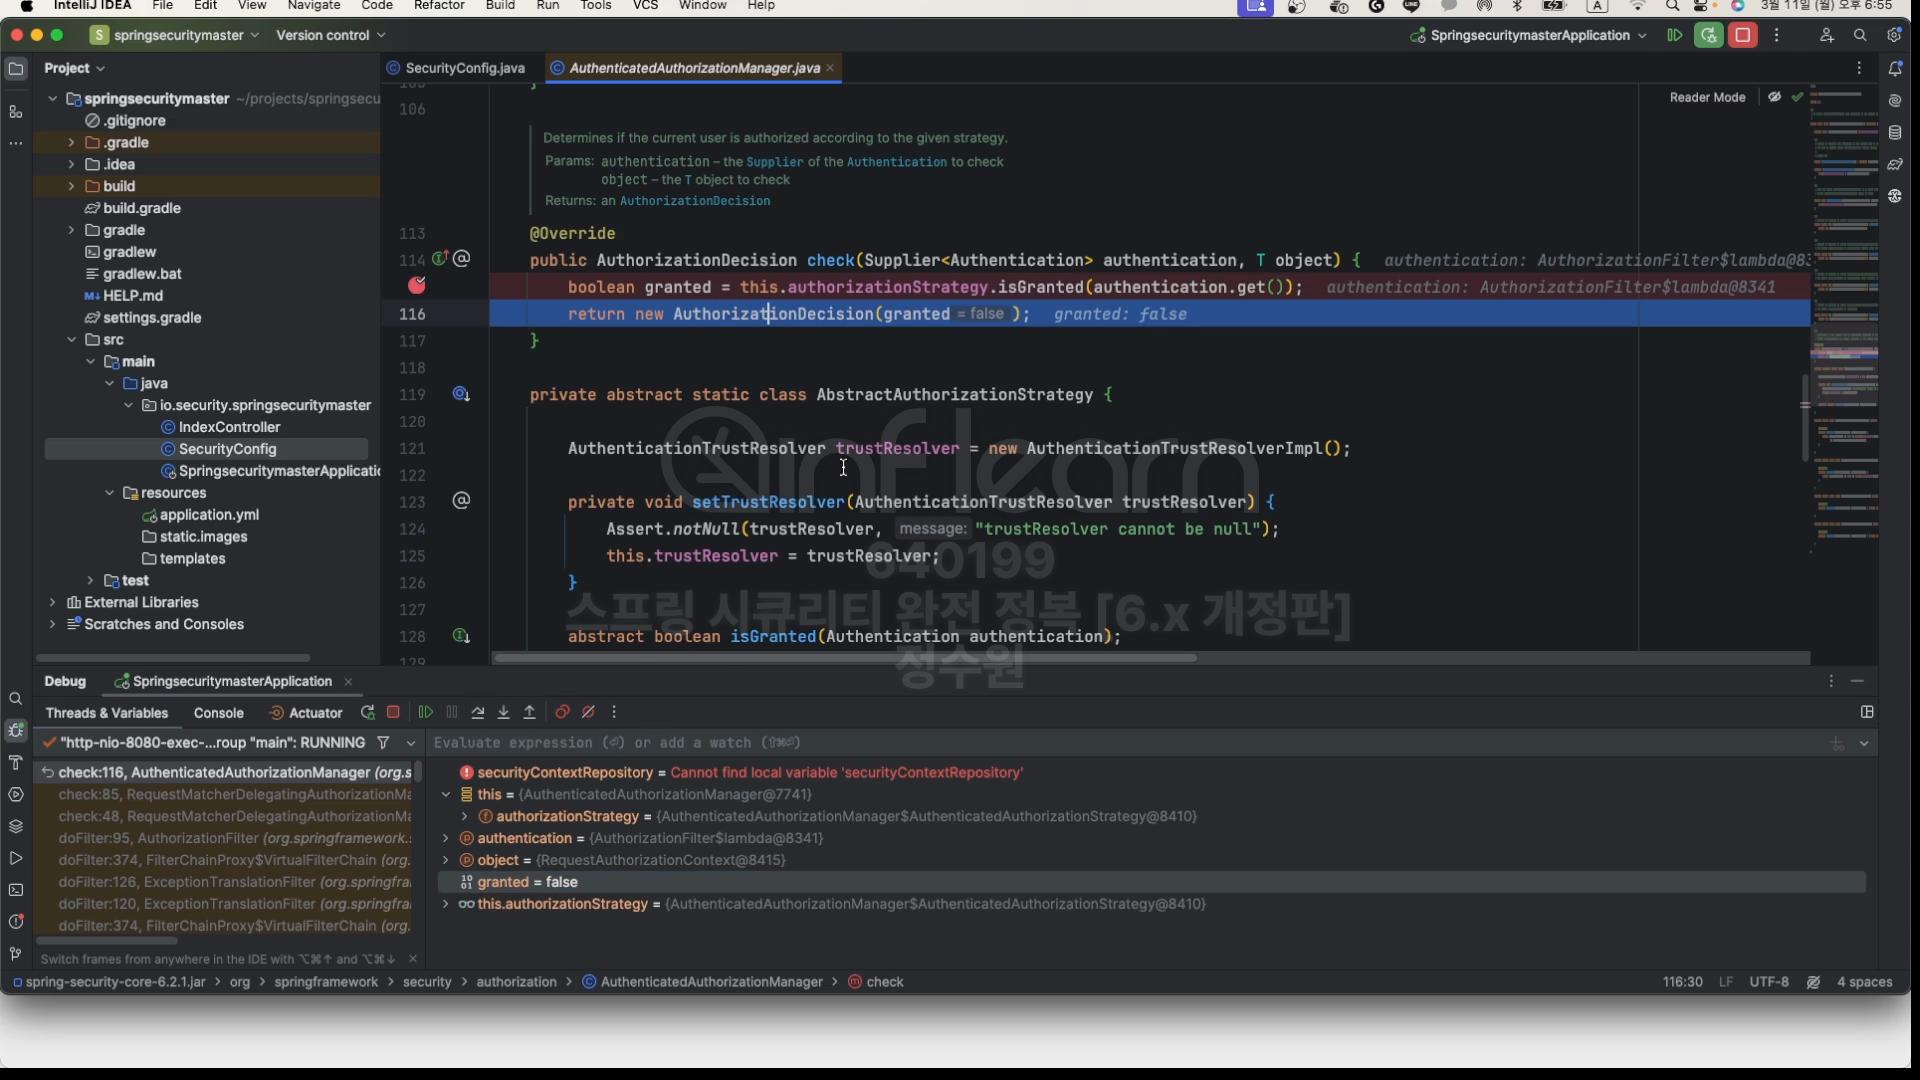 IntelliJ IDEA File Edit View Navigate Code Refactor Build Run Tools VCS Window Help
A 3월 11일 (월) 오후 6:55
S springsecuritymaster Version control
SpringsecuritymasterApplication
Project
SecurityConfig.java
AuthenticatedAuthorizationManager.java
springsecuritymaster ~/projects/springsecu
.gitignore
.gradle
.idea
build
build.gradle
gradle
gradlew
gradlew.bat
M↓ HELP.md
settings.gradle
src
main
java
io.security.springsecuritymaster
IndexController
SecurityConfig
SpringsecuritymasterApplicatio
resources
application.yml
static.images
templates
test
External Libraries
Scratches and Consoles
Reader Mode
105 }
106
Determines if the current user is authorized according to the given strategy.
Params: authentication – the Supplier of the Authentication to check
object – the T object to check
Returns: an AuthorizationDecision
113 @Override
114 public AuthorizationDecision check(Supplier<Authentication> authentication, T object) { authentication: AuthorizationFilter$lambda@83
boolean granted = this.authorizationStrategy.isGranted(authentication.get()); authentication: AuthorizationFilter$lambda@8341
116 return new AuthorizationDecision(granted = false ); granted: false
117 }
118
119 private abstract static class AbstractAuthorizationStrategy {
120
121 AuthenticationTrustResolver trustResolver = new AuthenticationTrustResolverImpl();
122
123 private void setTrustResolver(AuthenticationTrustResolver trustResolver) {
124 Assert.notNull(trustResolver, message: "trustResolver cannot be null");
125 this.trustResolver = trustResolver;
126 }
127
128 abstract boolean isGranted(Authentication authentication);
129
inflearn
640199
스프링 시큐리티 완전 정복 [6.x 개정판]
정수원
Debug SpringsecuritymasterApplication
Threads & Variables Console Actuator
"http-nio-8080-exec-...roup "main": RUNNING
Evaluate expression (⏎) or add a watch (⇧⌘⏎)
check:116, AuthenticatedAuthorizationManager (org.s
check:85, RequestMatcherDelegatingAuthorizationMa
check:48, RequestMatcherDelegatingAuthorizationMa
doFilter:95, AuthorizationFilter (org.springframework.s
doFilter:374, FilterChainProxy$VirtualFilterChain (org.
doFilter:126, ExceptionTranslationFilter (org.springfra
doFilter:120, ExceptionTranslationFilter (org.springfra
doFilter:374, FilterChainProxy$VirtualFilterChain (org.
Switch frames from anywhere in the IDE with ⌥⌘↑ and ⌥⌘↓
securityContextRepository = Cannot find local variable 'securityContextRepository'
this = {AuthenticatedAuthorizationManager@7741}
authorizationStrategy = {AuthenticatedAuthorizationManager$AuthenticatedAuthorizationStrategy@8410}
authentication = {AuthorizationFilter$lambda@8341}
object = {RequestAuthorizationContext@8415}
granted = false
this.authorizationStrategy = {AuthenticatedAuthorizationManager$AuthenticatedAuthorizationStrategy@8410}
spring-security-core-6.2.1.jar > org > springframework > security > authorization > AuthenticatedAuthorizationManager > check
116:30 LF UTF-8 4 spaces